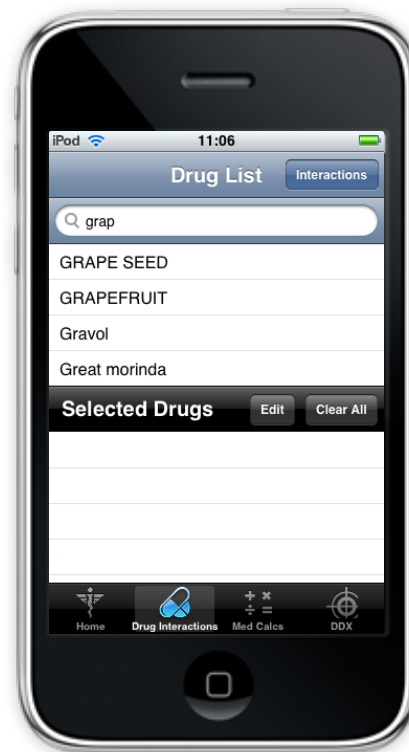 iPod 11:06
Drug List Interactions
grap
GRAPE SEED
GRAPEFRUIT
Gravol
Great morinda
Selected Drugs Edit Clear All
Home Drug Interactions Med Calcs DDX